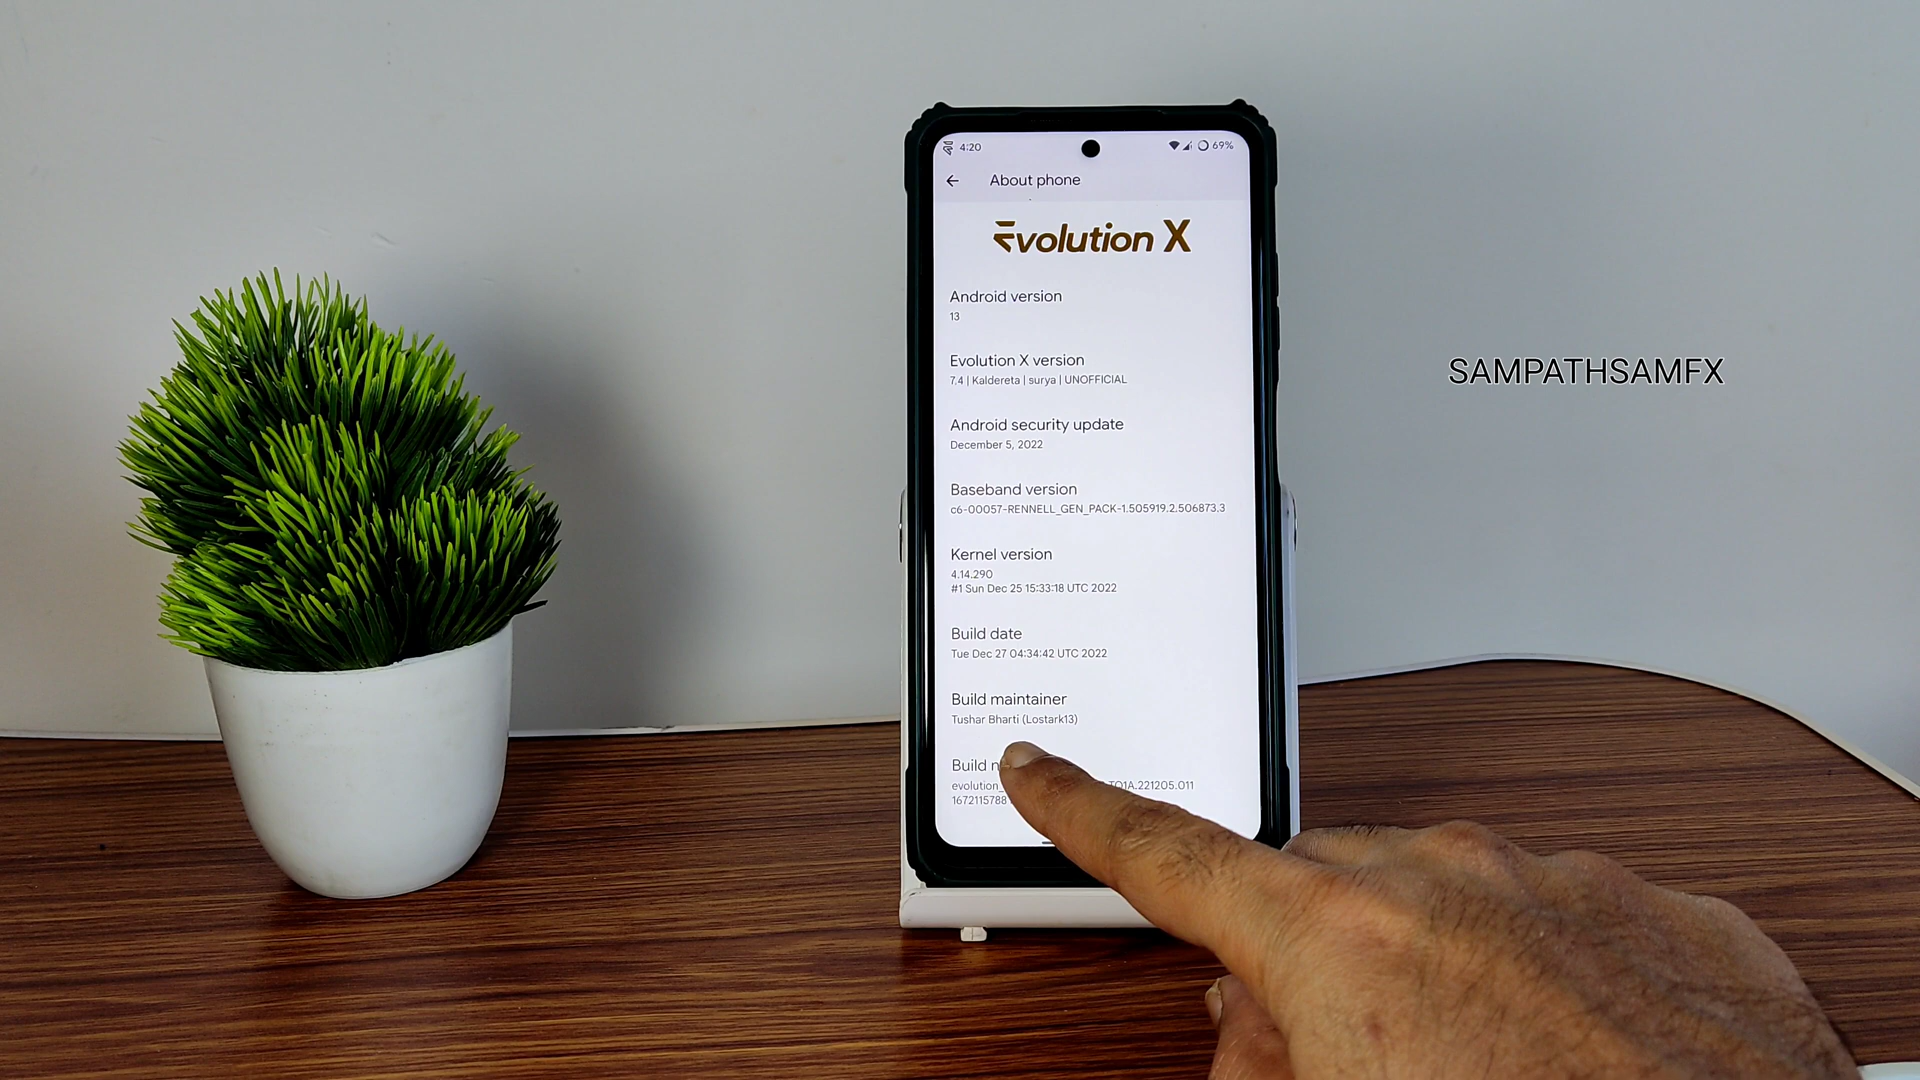 4:20
69%
About phone
Evolution X
Android version
13
Evolution X version
7.4 | Kaldereta | surya | UNOFFICIAL
Android security update
December 5, 2022
Baseband version
c6-00057-RENNELL_GEN_PACK-1.505919.2.506873.3
Kernel version
4.14.290
#1 Sun Dec 25 15:33:18 UTC 2022
Build date
Tue Dec 27 04:34:42 UTC 2022
Build maintainer
Tushar Bharti (Lostark13)
Build
evolution_ TQ1A.221205.011
1672115788
SAMPATHSAMFX